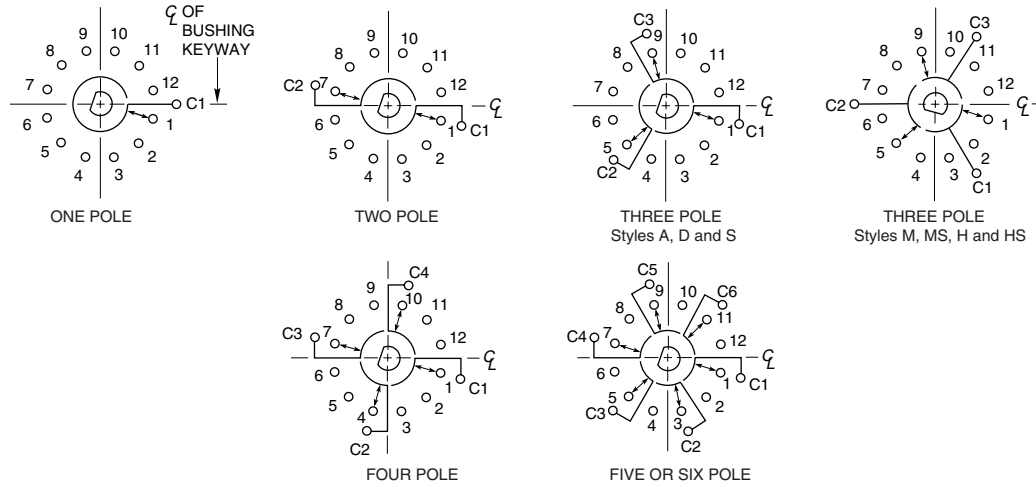 ℄ OF
BUSHING
KEYWAY
9 10
8 11
7 12
C1
6 1
5 2
4 3
ONE POLE
9 10
8 11
C2 7 12
℄
6 1 C1
5 2
4 3
TWO POLE
C3
9 10
8 11
7 12
℄
6 1 C1
5 2
C2 4 3
THREE POLE
Styles A, D and S
C3
9 10
8 11
7 12
C2
℄
6 1
5 2
4 3
C1
THREE POLE
Styles M, MS, H and HS
C4
9 10
8 11
C3 7 12
℄
6 1 C1
5 2
4 3
C2
FOUR POLE
C5
9 10 C6
8 11
C4 7 12
℄
6 1 C1
5 2
C3 4 3
C2
FIVE OR SIX POLE